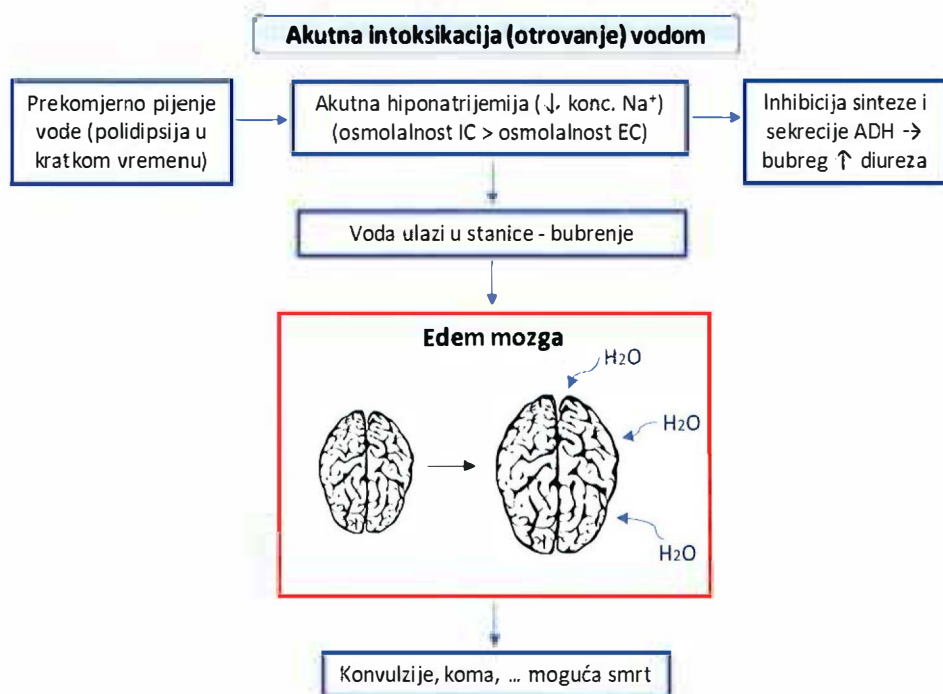 Akutna intoksikacija (otrovanje) vodom
Prekomjerno pijenje
vode (polidipsija u
kratkom vremenu)
Akutna hiponatrijemija (↓ konc. Na⁺)
(osmolalnost IC > osmolalnost EC)
Inhibicija sinteze i
sekrecije ADH →
bubreg ↑ diureza
Voda ulazi u stanice - bubrenje
Edem mozga
H₂O
H₂O
H₂O
Konvulzije, koma, ... moguća smrt